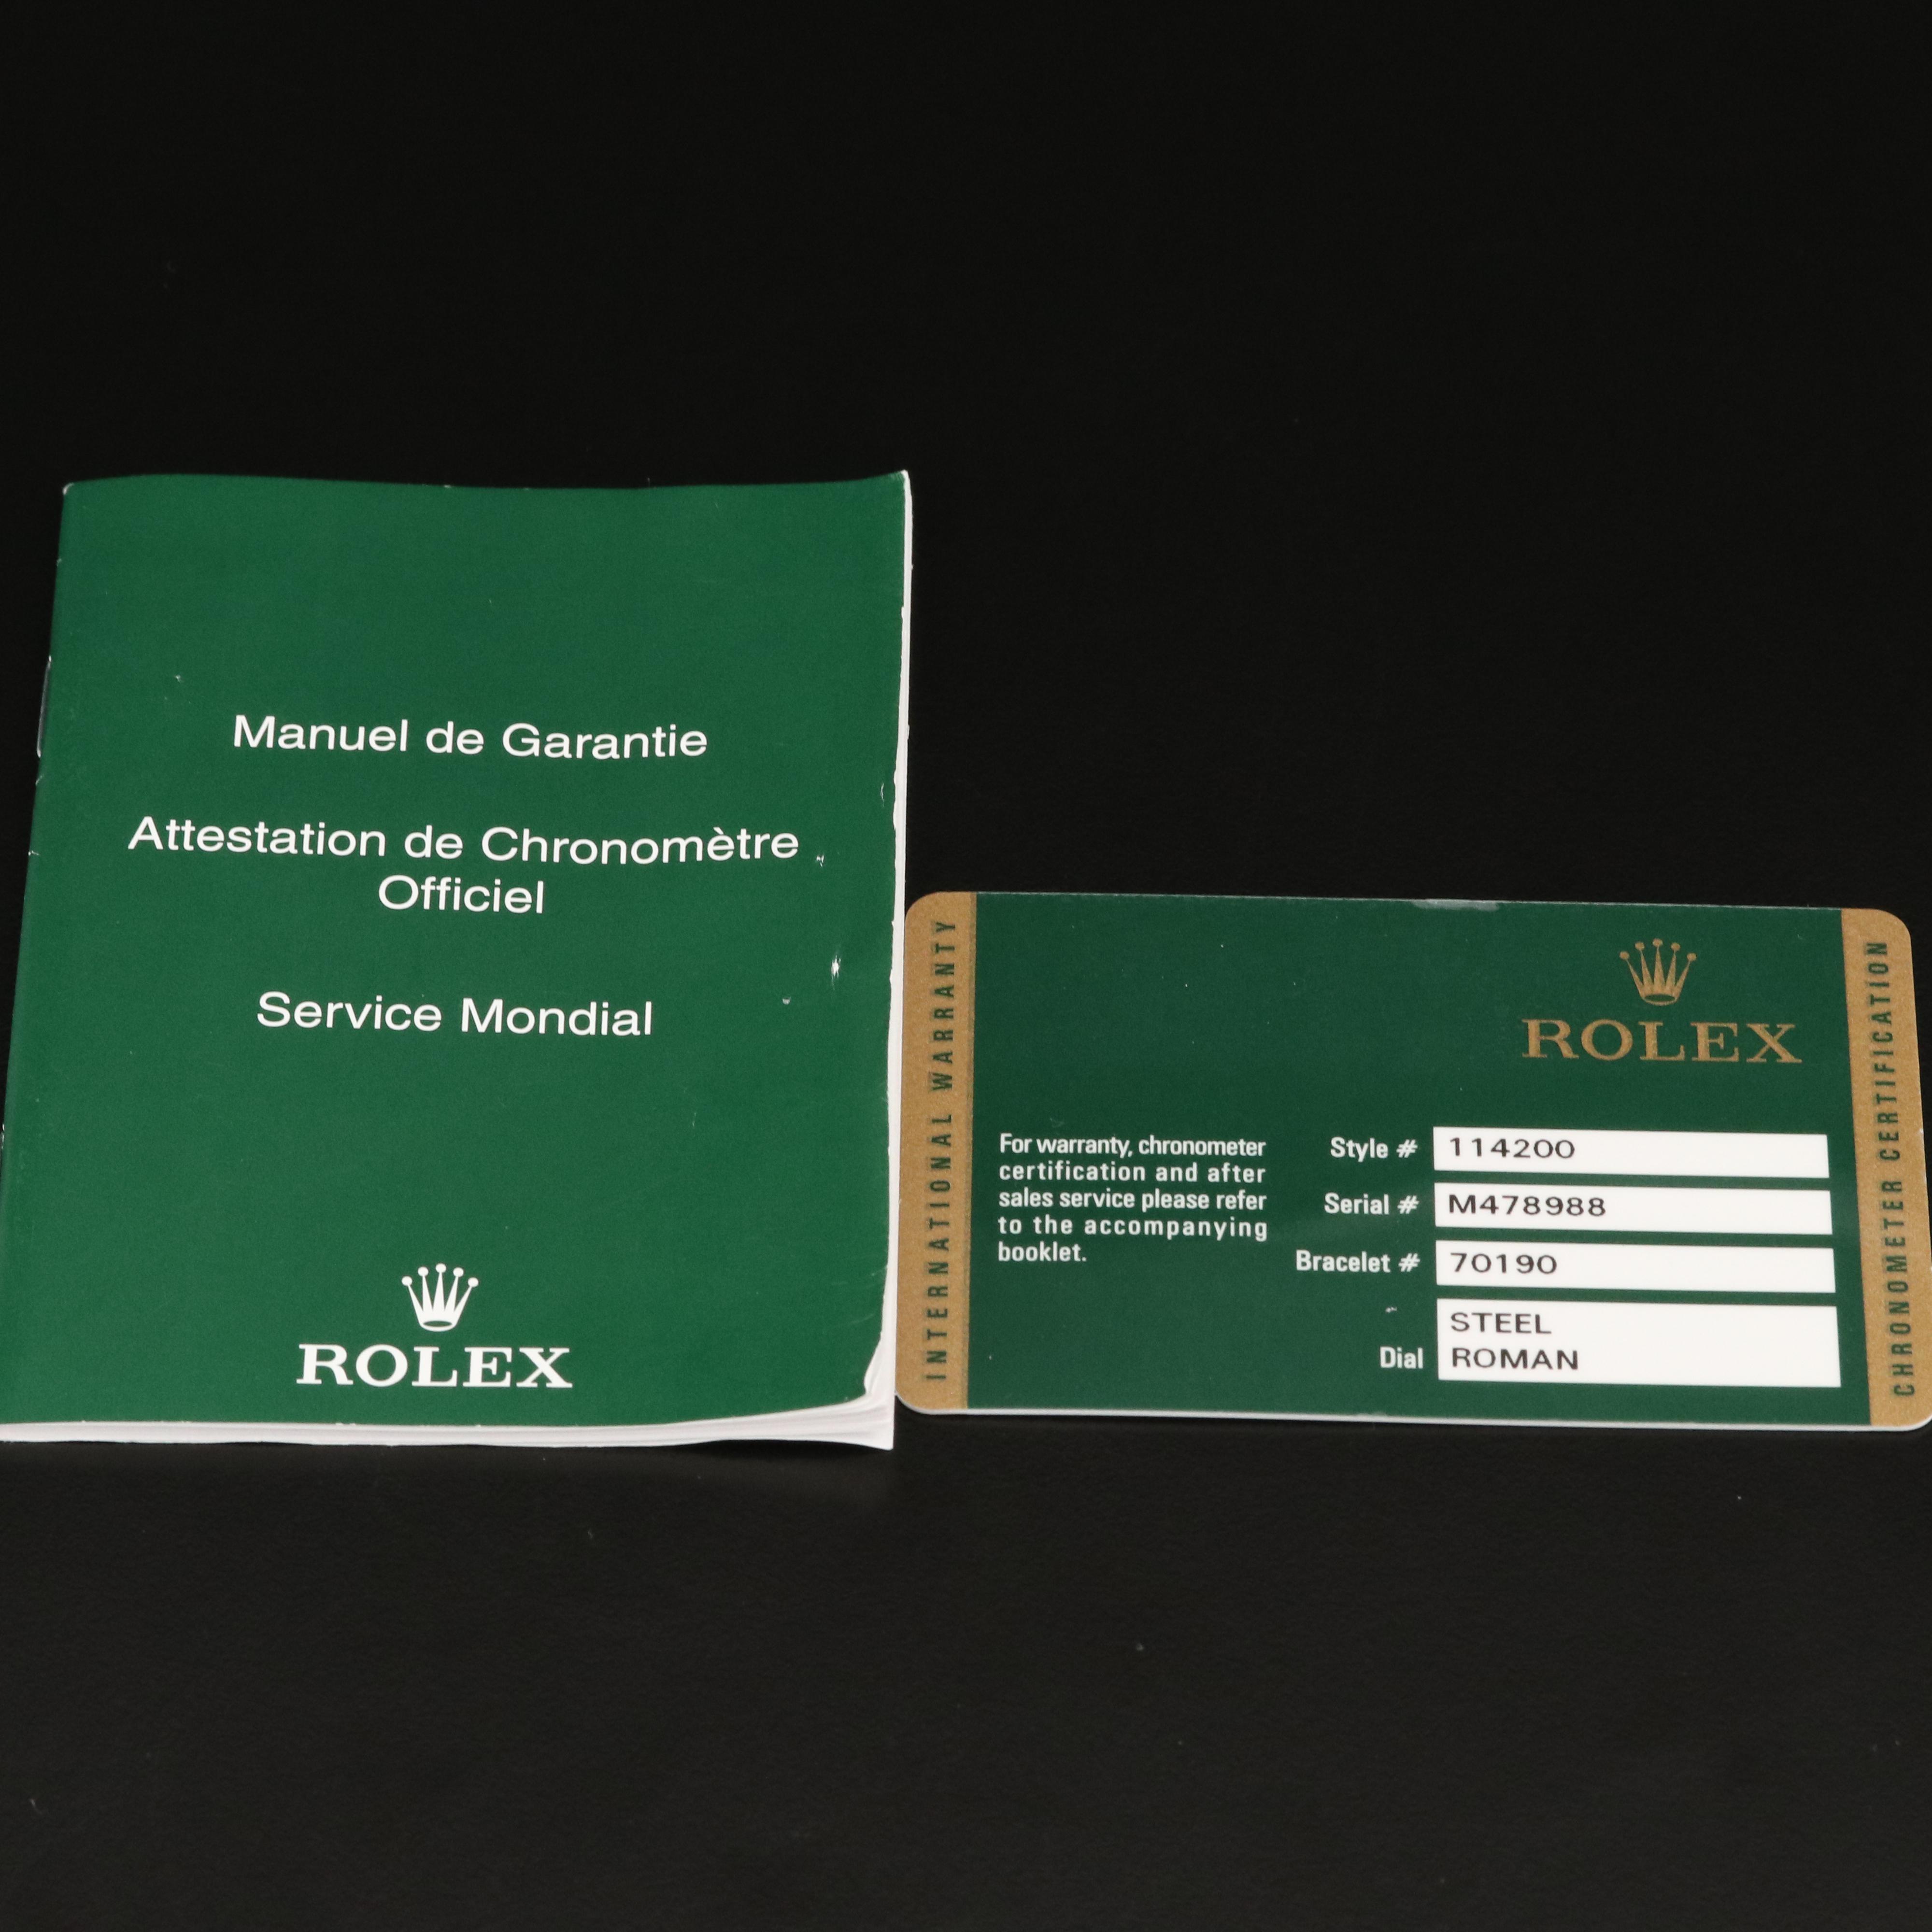 Manuel de Garantie
Attestation de Chronomètre
Officiel
Service Mondial
ROLEX
INTERNATIONAL WARRANTY
ROLEX
For warranty, chronometer
certification and after
sales service please refer
to the accompanying
booklet.
Style # 114200
Serial # M478988
Bracelet # 70190
STEEL
Dial ROMAN
CHRONOMETER CERTIFICATION